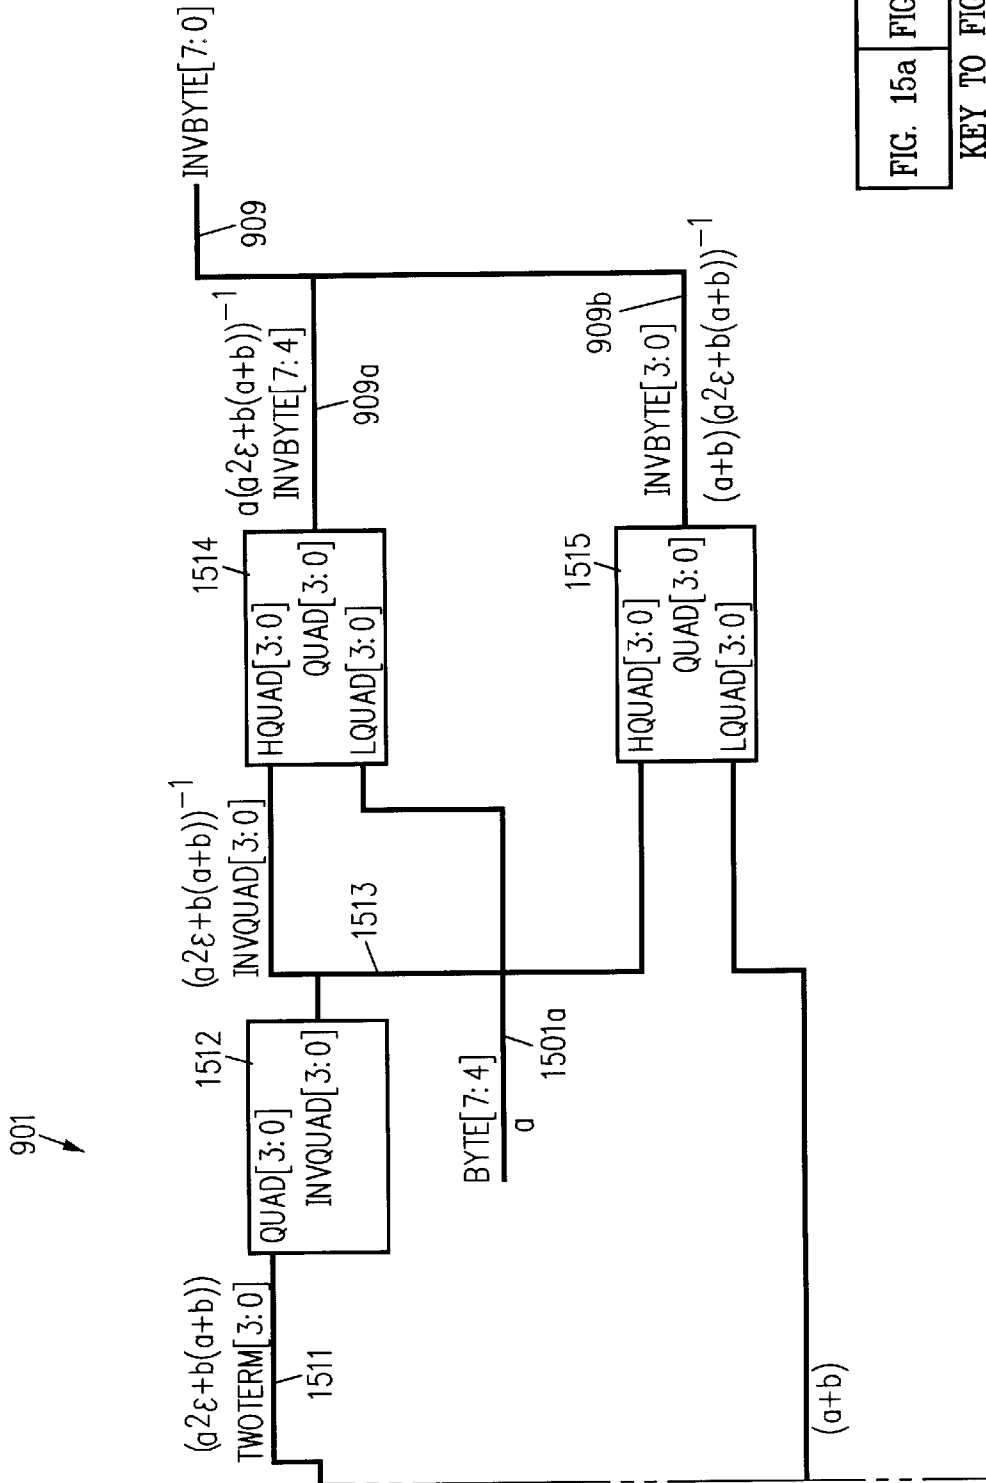 901
(a²ε+b(a+b))
TWOTERM[3:0]
1511
1512
QUAD[3:0]
INVQUAD[3:0]
(a²ε+b(a+b))⁻¹
INVQUAD[3:0]
1513
BYTE[7:4]
a
1501a
1514
HQUAD[3:0]
QUAD[3:0]
LQUAD[3:0]
a(a²ε+b(a+b))⁻¹
INVBYTE[7:4]
909a
909
INVBYTE[7:0]
1515
HQUAD[3:0]
QUAD[3:0]
LQUAD[3:0]
909b
INVBYTE[3:0]
(a+b)(a²ε+b(a+b))⁻¹
(a+b)
FIG. 15a
FIG
KEY TO FIG